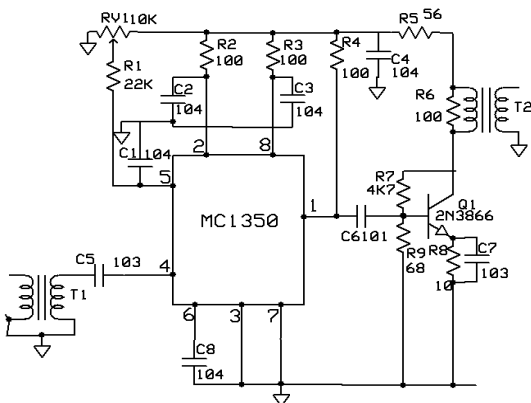 RV110K
R5 56
R2
100
R3
100
R4
100
C4
104
R1
22K
C2
104
C3
104
R6
100
T2
C1 104
2
8
5
MC1350
1
R7
4K7
Q1
2N3866
C6101
R9
68
R8
10
C7
103
C5 103
4
T1
6
3
7
C8
104